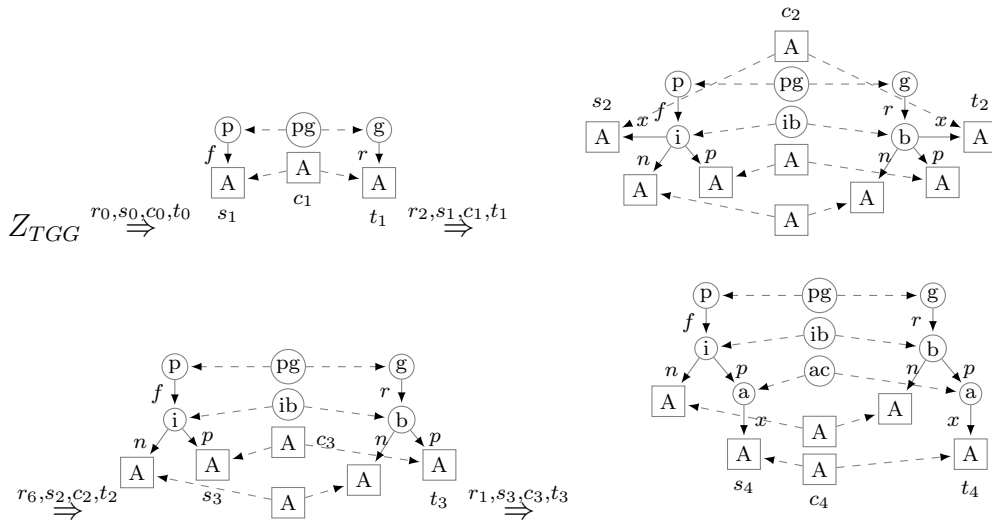 c₂
A
p pg g
s₂ f r t₂
x x
A i ib b A
p pg g
n p A n p
f A r
A A A A
A A
s₁ c₁ t₁
A
Z_TGG r₀,s₀,c₀,t₀ ⇒ r₂,s₁,c₁,t₁ ⇒
p pg g
f r
i ib b
p pg g
n p ac n p
f r
a a
i ib b
A A
n p A c₃ n p
x A x
A A A A
A A A
s₃ A t₃
s₄ c₄ t₄
r₆,s₂,c₂,t₂ ⇒ r₁,s₃,c₃,t₃ ⇒